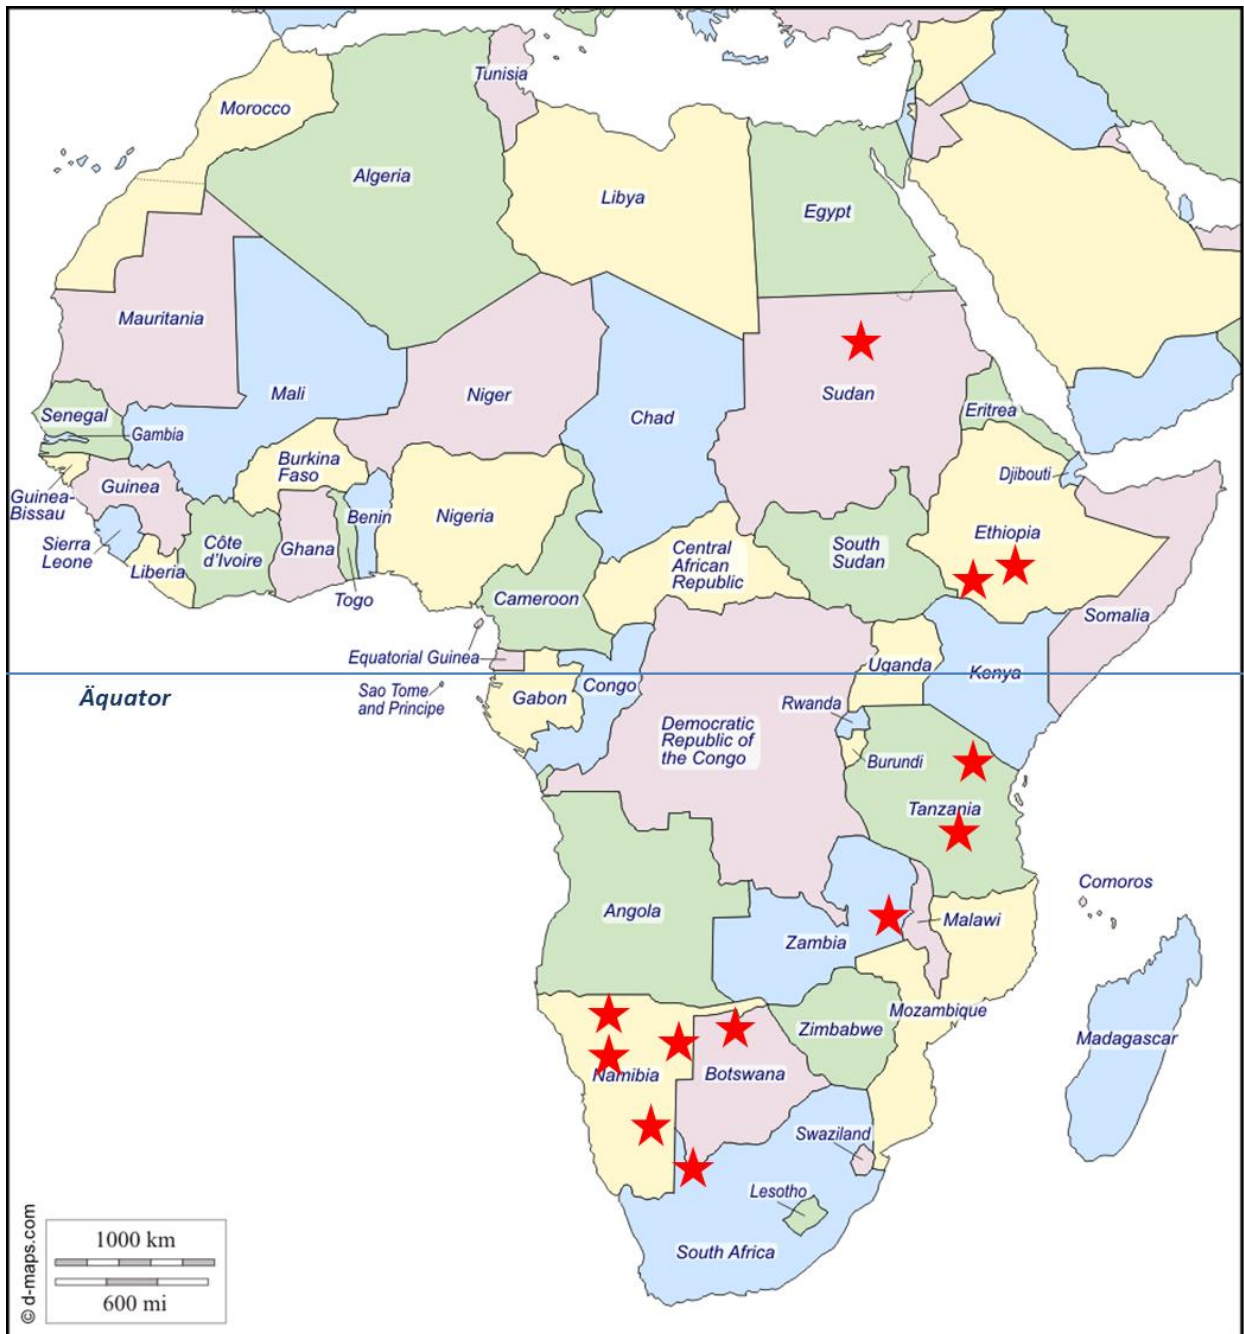 Tunisia
Morocco
Algeria
Libya
Egypt
Mauritania
Mali
Niger
Chad
Sudan
Eritrea
Senegal
Gambia
Burkina
Faso
Djibouti
Guinea
Guinea-
Bissau
Benin
Nigeria
Ethiopia
Sierra
Leone
Côte
d'Ivoire
Ghana
Central
African
Republic
South
Sudan
Liberia
Togo
Cameroon
Somalia
Equatorial Guinea
Uganda
Kenya
Äquator
Sao Tome
and Principe
Gabon
Congo
Rwanda
Democratic
Republic of
the Congo
Burundi
Tanzania
Comoros
Angola
Zambia
Malawi
Mozambique
Zimbabwe
Madagascar
Namibia
Botswana
Swaziland
Lesotho
South Africa
© d-maps.com
1000 km
600 mi